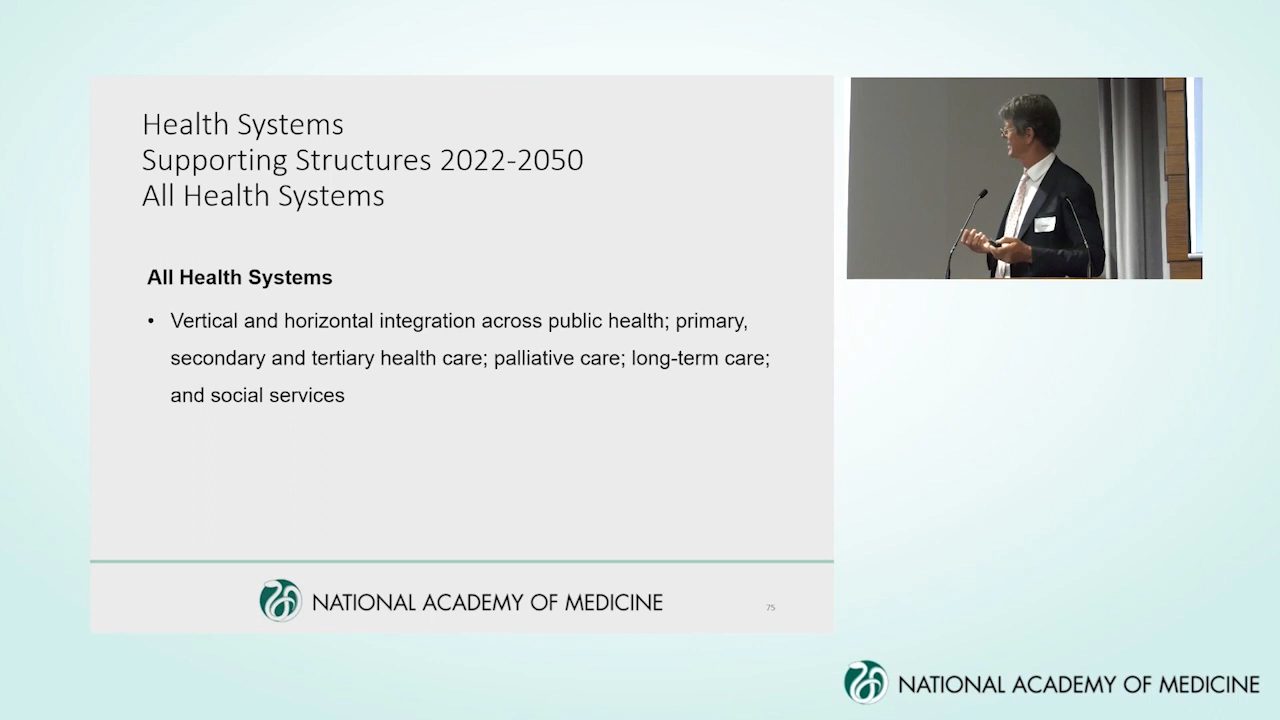 Health Systems
Supporting Structures 2022-2050
All Health Systems
All Health Systems
• Vertical and horizontal integration across public health; primary,
secondary and tertiary health care; palliative care; long-term care;
and social services
NATIONAL ACADEMY OF MEDICINE
75
NATIONAL ACADEMY OF MEDICINE